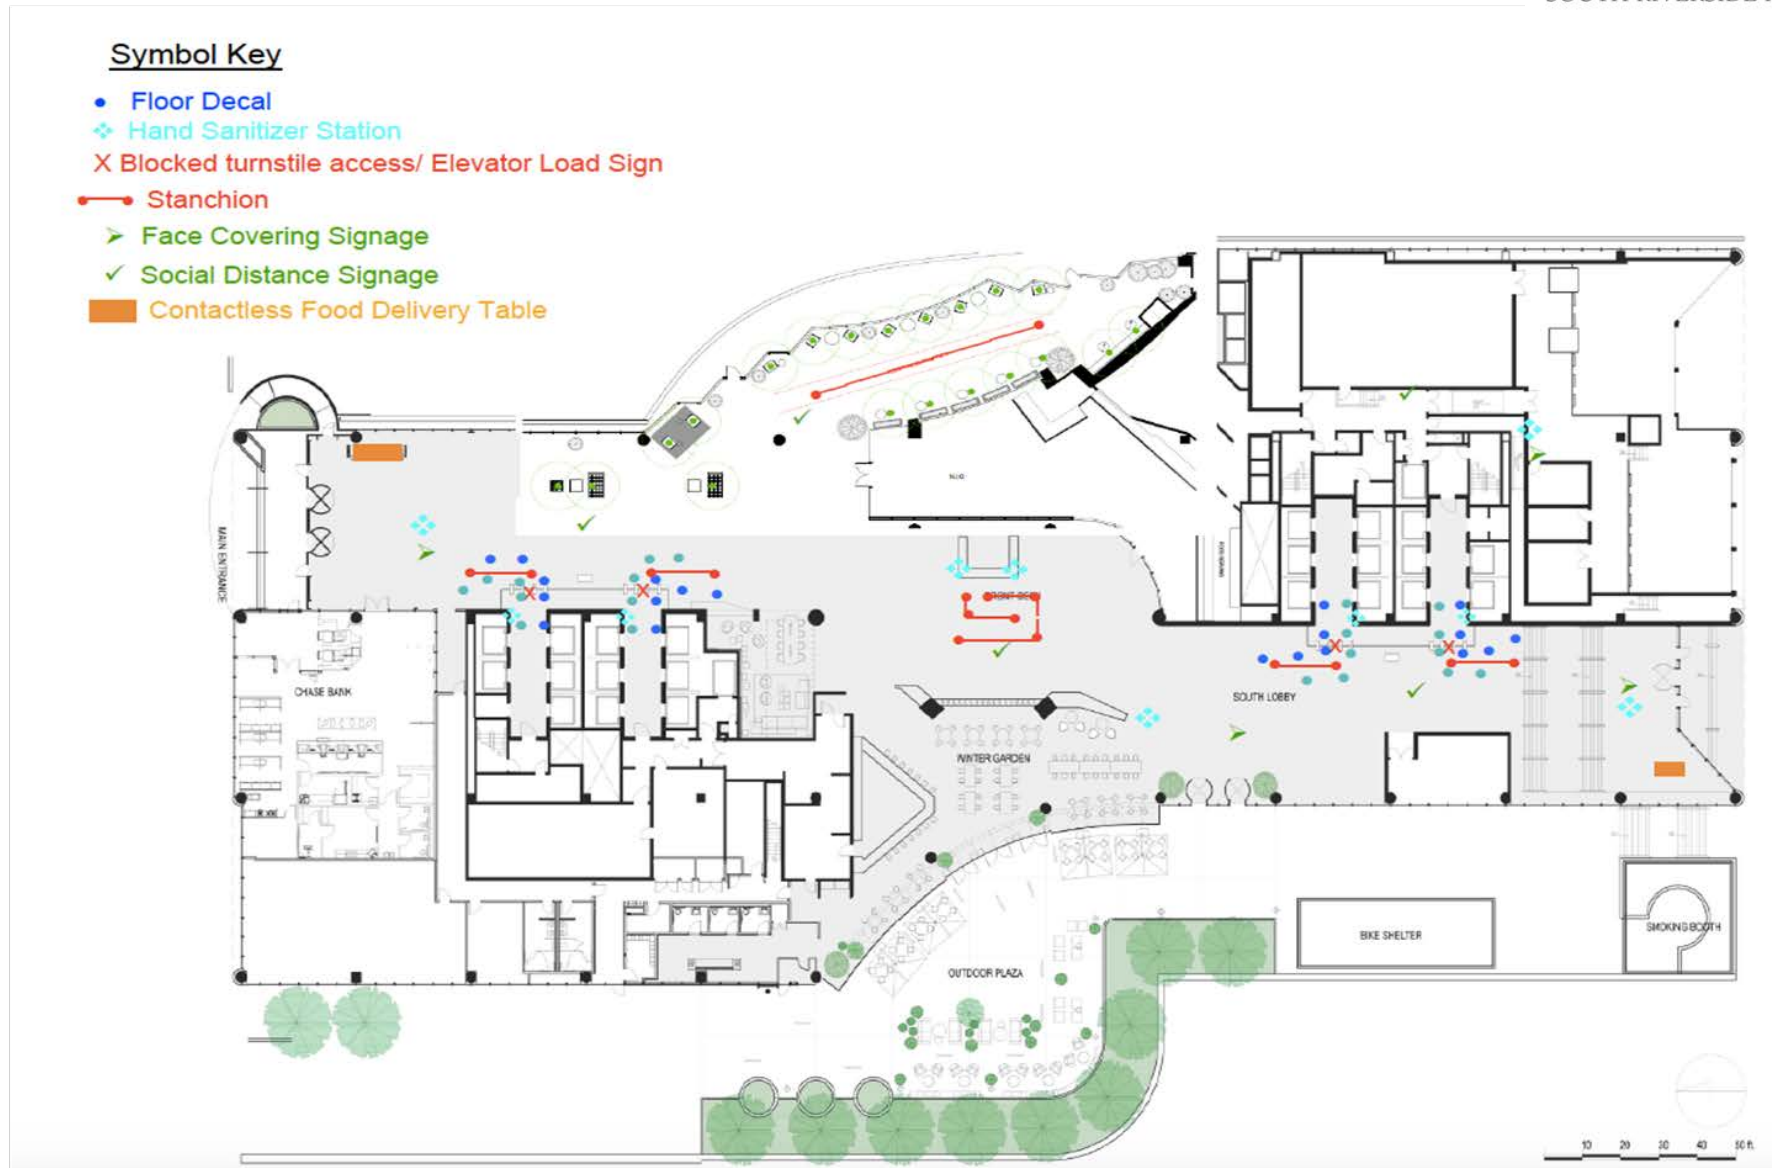 Symbol Key
Floor Decal
Hand Sanitizer Station
X Blocked turnstile access/ Elevator Load Sign
Stanchion
Face Covering Signage
Social Distance Signage
Contactless Food Delivery Table
MAIN ENTRANCE
CHASE BANK
SOUTH LOBBY
WINTER GARDEN
OUTDOOR PLAZA
BIKE SHELTER
SMOKING BOOTH
10 20 30 40 50 ft.